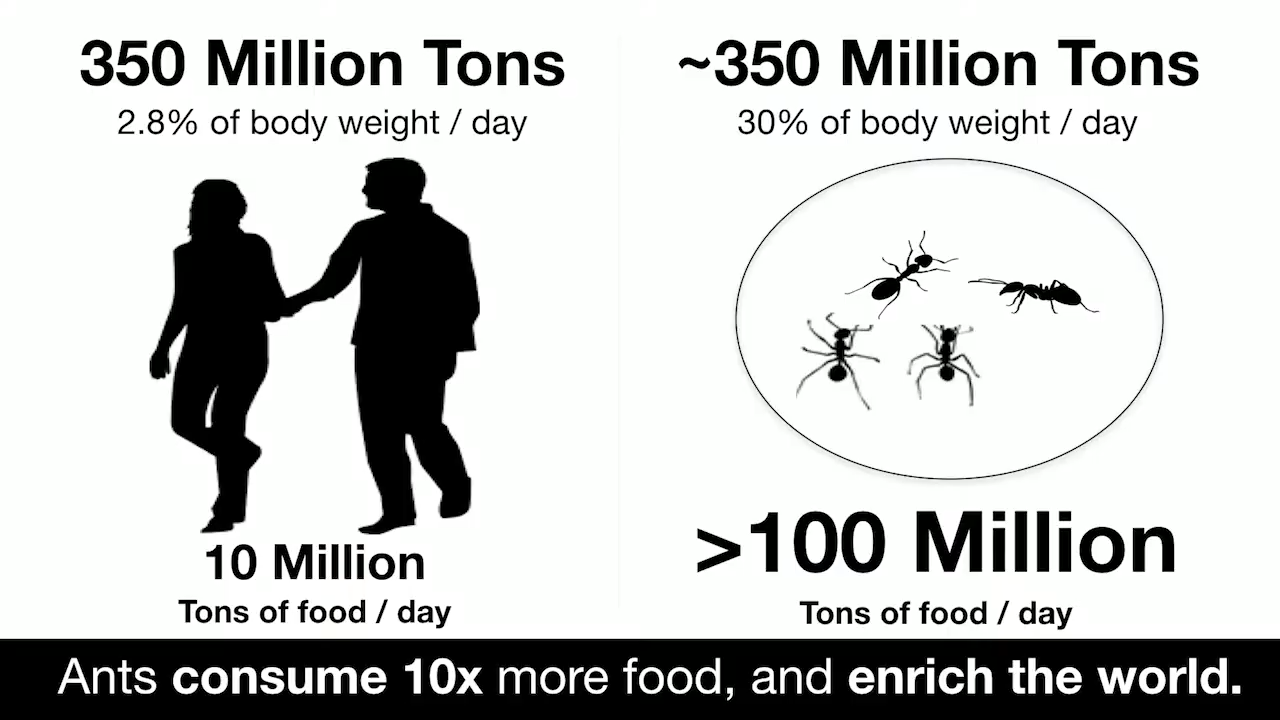 350 Million Tons
2.8% of body weight / day
10 Million
Tons of food / day
~350 Million Tons
30% of body weight / day
>100 Million
Tons of food / day
Ants consume 10x more food, and enrich the world.